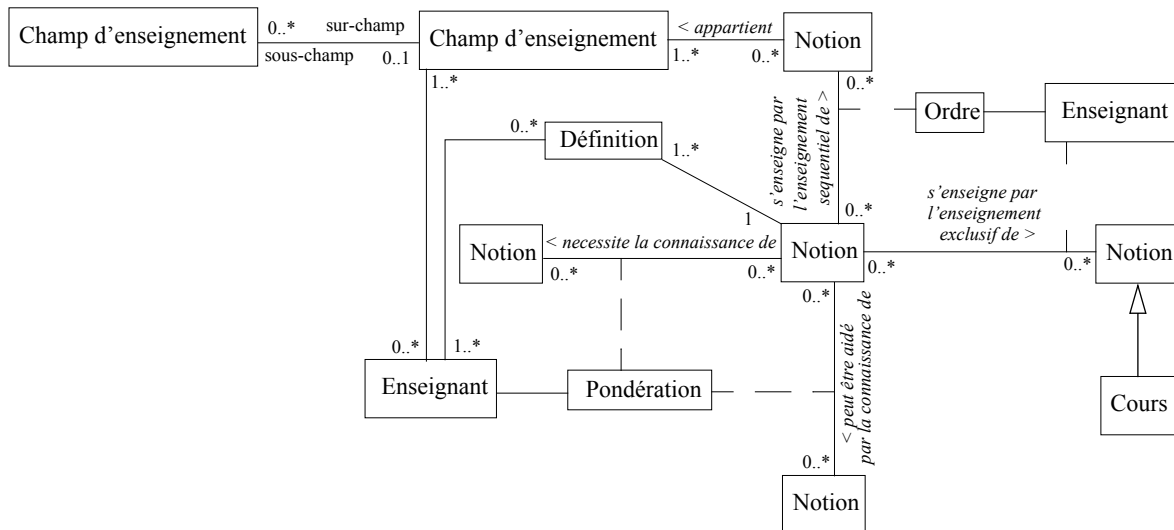 Champ d'enseignement
0..*
sur-champ
sous-champ
0..1
Champ d'enseignement
1..*
< appartient
1..*
0..*
Notion
0..*
s'enseigne par
l'enseignement
sequentiel de >
Ordre
Enseignant
0..*
Définition
1..*
1
0..*
s'enseigne par
l'enseignement
exclusif de >
Notion
< necessite la connaissance de
0..*
0..*
Notion
0..*
0..*
Notion
0..*
< peut être aidé
par la connaissance de
0..*
1..*
Enseignant
Pondération
Cours
0..*
Notion